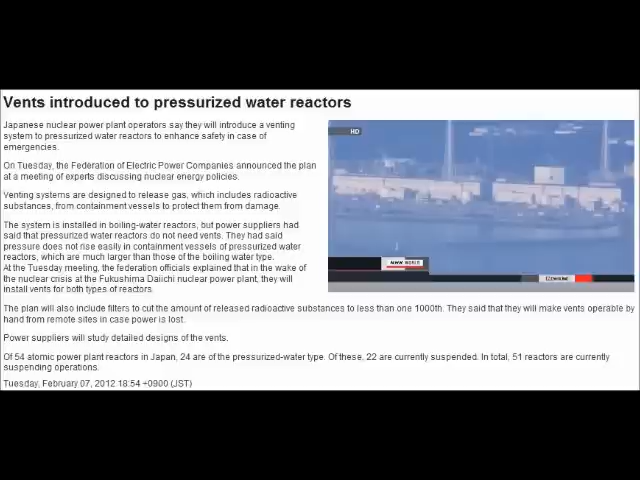 Vents introduced to pressurized water reactors
Japanese nuclear power plant operators say they will introduce a venting
system to pressurized water reactors to enhance safety in case of
emergencies.
On Tuesday, the Federation of Electric Power Companies announced the plan
at a meeting of experts discussing nuclear energy policies.
Venting systems are designed to release gas, which includes radioactive
substances, from containment vessels to protect them from damage.
The system is installed in boiling-water reactors, but power suppliers had
said that pressurized water reactors do not need vents. They had said
pressure does not rise easily in containment vessels of pressurized water
reactors, which are much larger than those of the boiling water type.
At the Tuesday meeting, the federation officials explained that in the wake of
the nuclear crisis at the Fukushima Daiichi nuclear power plant, they will
install vents for both types of reactors.
HD
NHK WORLD
The plan will also include filters to cut the amount of released radioactive substances to less than one 1000th. They said that they will make vents operable by
hand from remote sites in case power is lost.
Power suppliers will study detailed designs of the vents.
Of 54 atomic power plant reactors in Japan, 24 are of the pressurized-water type. Of these, 22 are currently suspended. In total, 51 reactors are currently
suspending operations.
Tuesday, February 07, 2012 18:54 +0900 (JST)